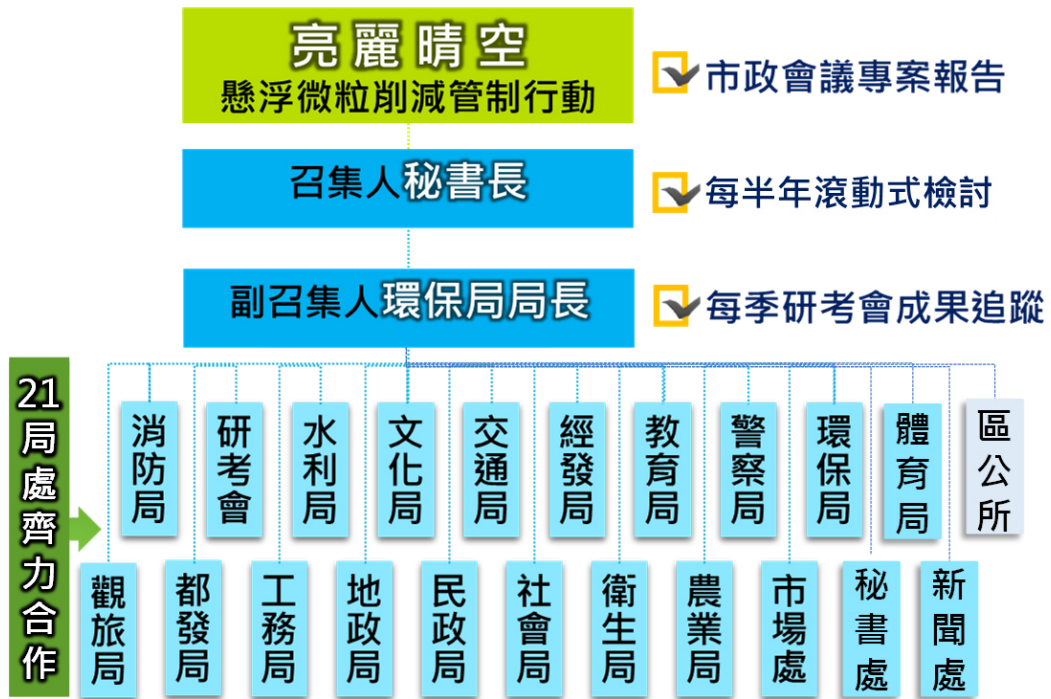 亮麗晴空
懸浮微粒削減管制行動
市政會議專案報告
召集人秘書長
每半年滾動式檢討
副召集人環保局局長
每季研考會成果追蹤
21局處齊力合作
消防局
研考會
水利局
文化局
交通局
經發局
教育局
警察局
環保局
體育局
區公所
觀旅局
都發局
工務局
地政局
民政局
社會局
衛生局
農業局
市場處
秘書處
新聞處